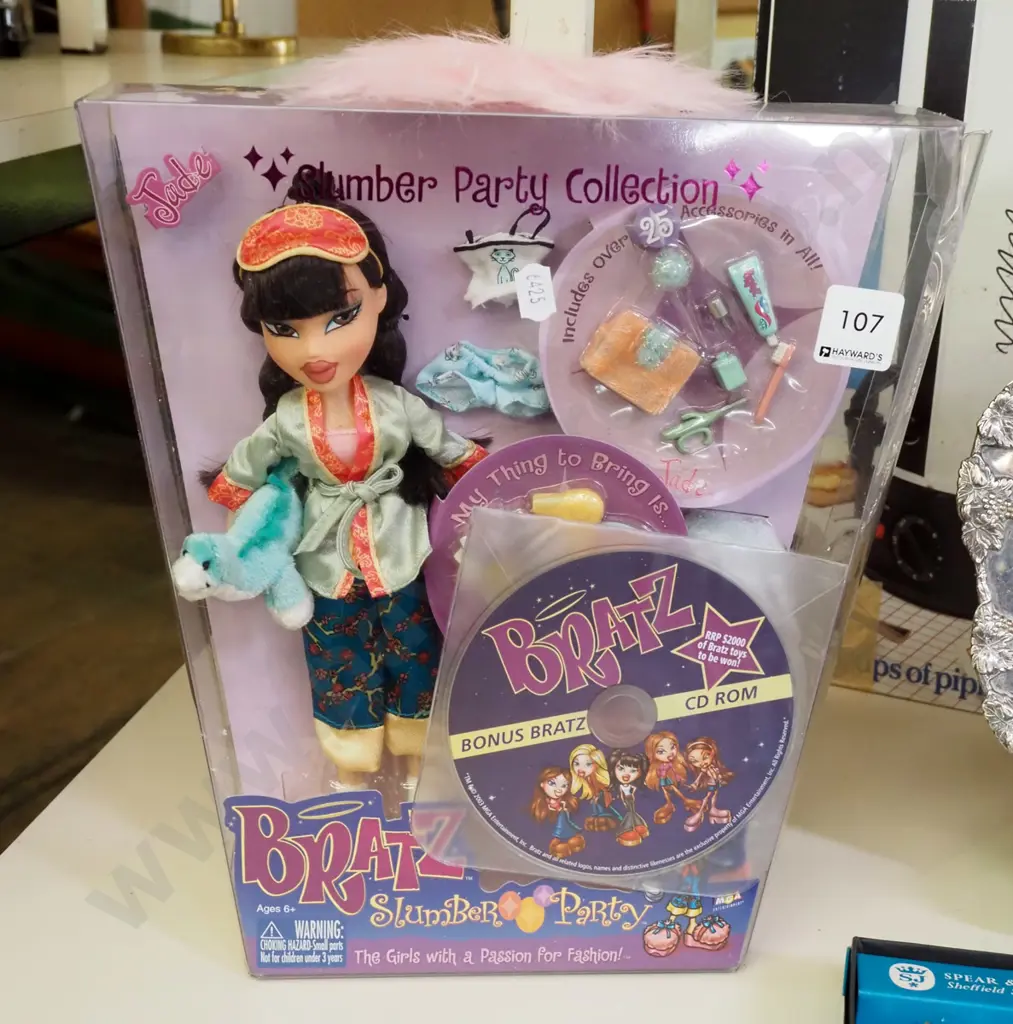 Jade
Slumber Party Collection
Includes over 25 Accessories in All!
£425
107
HAYWARD'S
Jade
My Thing to Bring Is...
BRATZ
RRP $2000
of Bratz toys
to be won!
BONUS BRATZ CD ROM
BRATZ
Ages 6+
SLUMBER PARTY
WARNING:
CHOKING HAZARD-Small parts
Not for children under 3 years
The Girls with a Passion for Fashion!
MGA
ps of pip
SJ
SPEAR &
Sheffield
www.